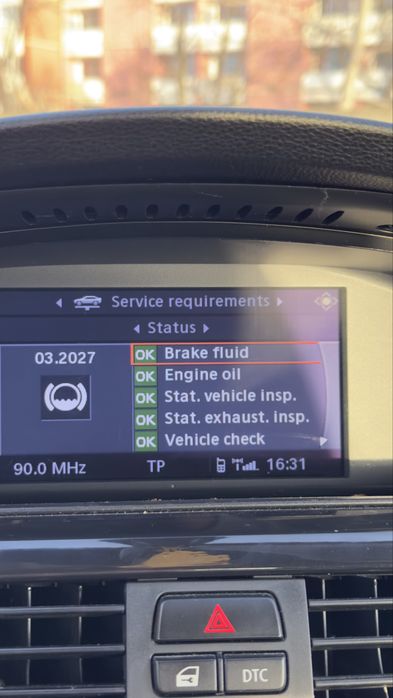 Service requirements
Status
03.2027
OK Brake fluid
OK Engine oil
OK Stat. vehicle insp.
OK Stat. exhaust. insp.
OK Vehicle check
90.0 MHz TP 16:31
DTC